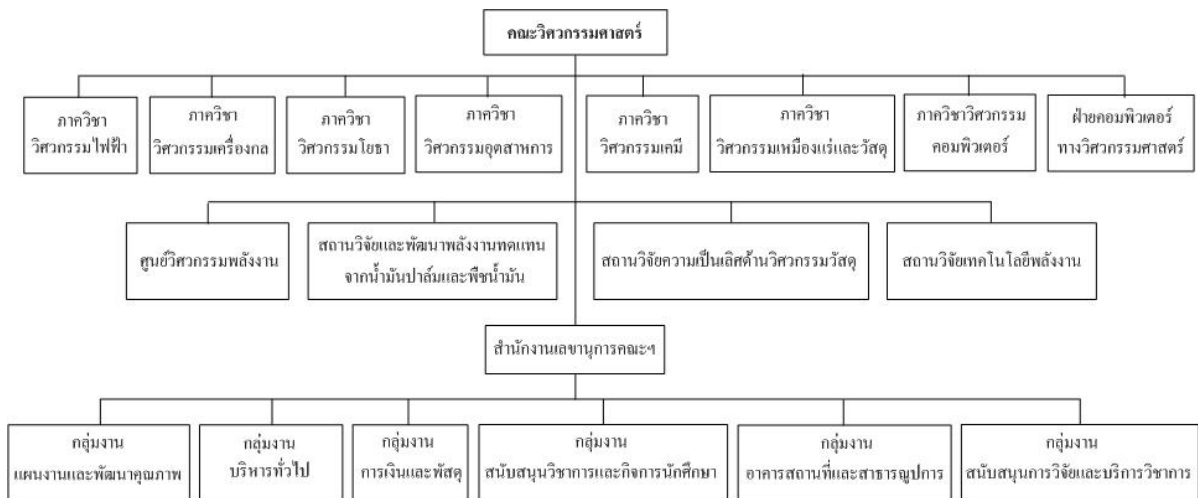 คณะวิศวกรรมศาสตร์
ภาควิชา
วิศวกรรมไฟฟ้า
ภาควิชา
วิศวกรรมเครื่องกล
ภาควิชา
วิศวกรรมโยธา
ภาควิชา
วิศวกรรมอุตสาหการ
ภาควิชา
วิศวกรรมเคมี
ภาควิชา
วิศวกรรมเหมืองแร่และวัสดุ
ภาควิชาวิศวกรรม
คอมพิวเตอร์
ฝ่ายคอมพิวเตอร์
ทางวิศวกรรมศาสตร์
ศูนย์วิศวกรรมพลังงาน
สถานวิจัยและพัฒนาพลังงานทดแทน
จากน้ำมันปาล์มและพืชน้ำมัน
สถานวิจัยความเป็นเลิศด้านวิศวกรรมวัสดุ
สถานวิจัยเทคโนโลยีพลังงาน
สำนักงานเลขานุการคณะฯ
กลุ่มงาน
แผนงานและพัฒนาคุณภาพ
กลุ่มงาน
บริหารทั่วไป
กลุ่มงาน
การเงินและพัสดุ
กลุ่มงาน
สนับสนุนวิชาการและกิจการนักศึกษา
กลุ่มงาน
อาคารสถานที่และสาธารณูปการ
กลุ่มงาน
สนับสนุนการวิจัยและบริการวิชาการ